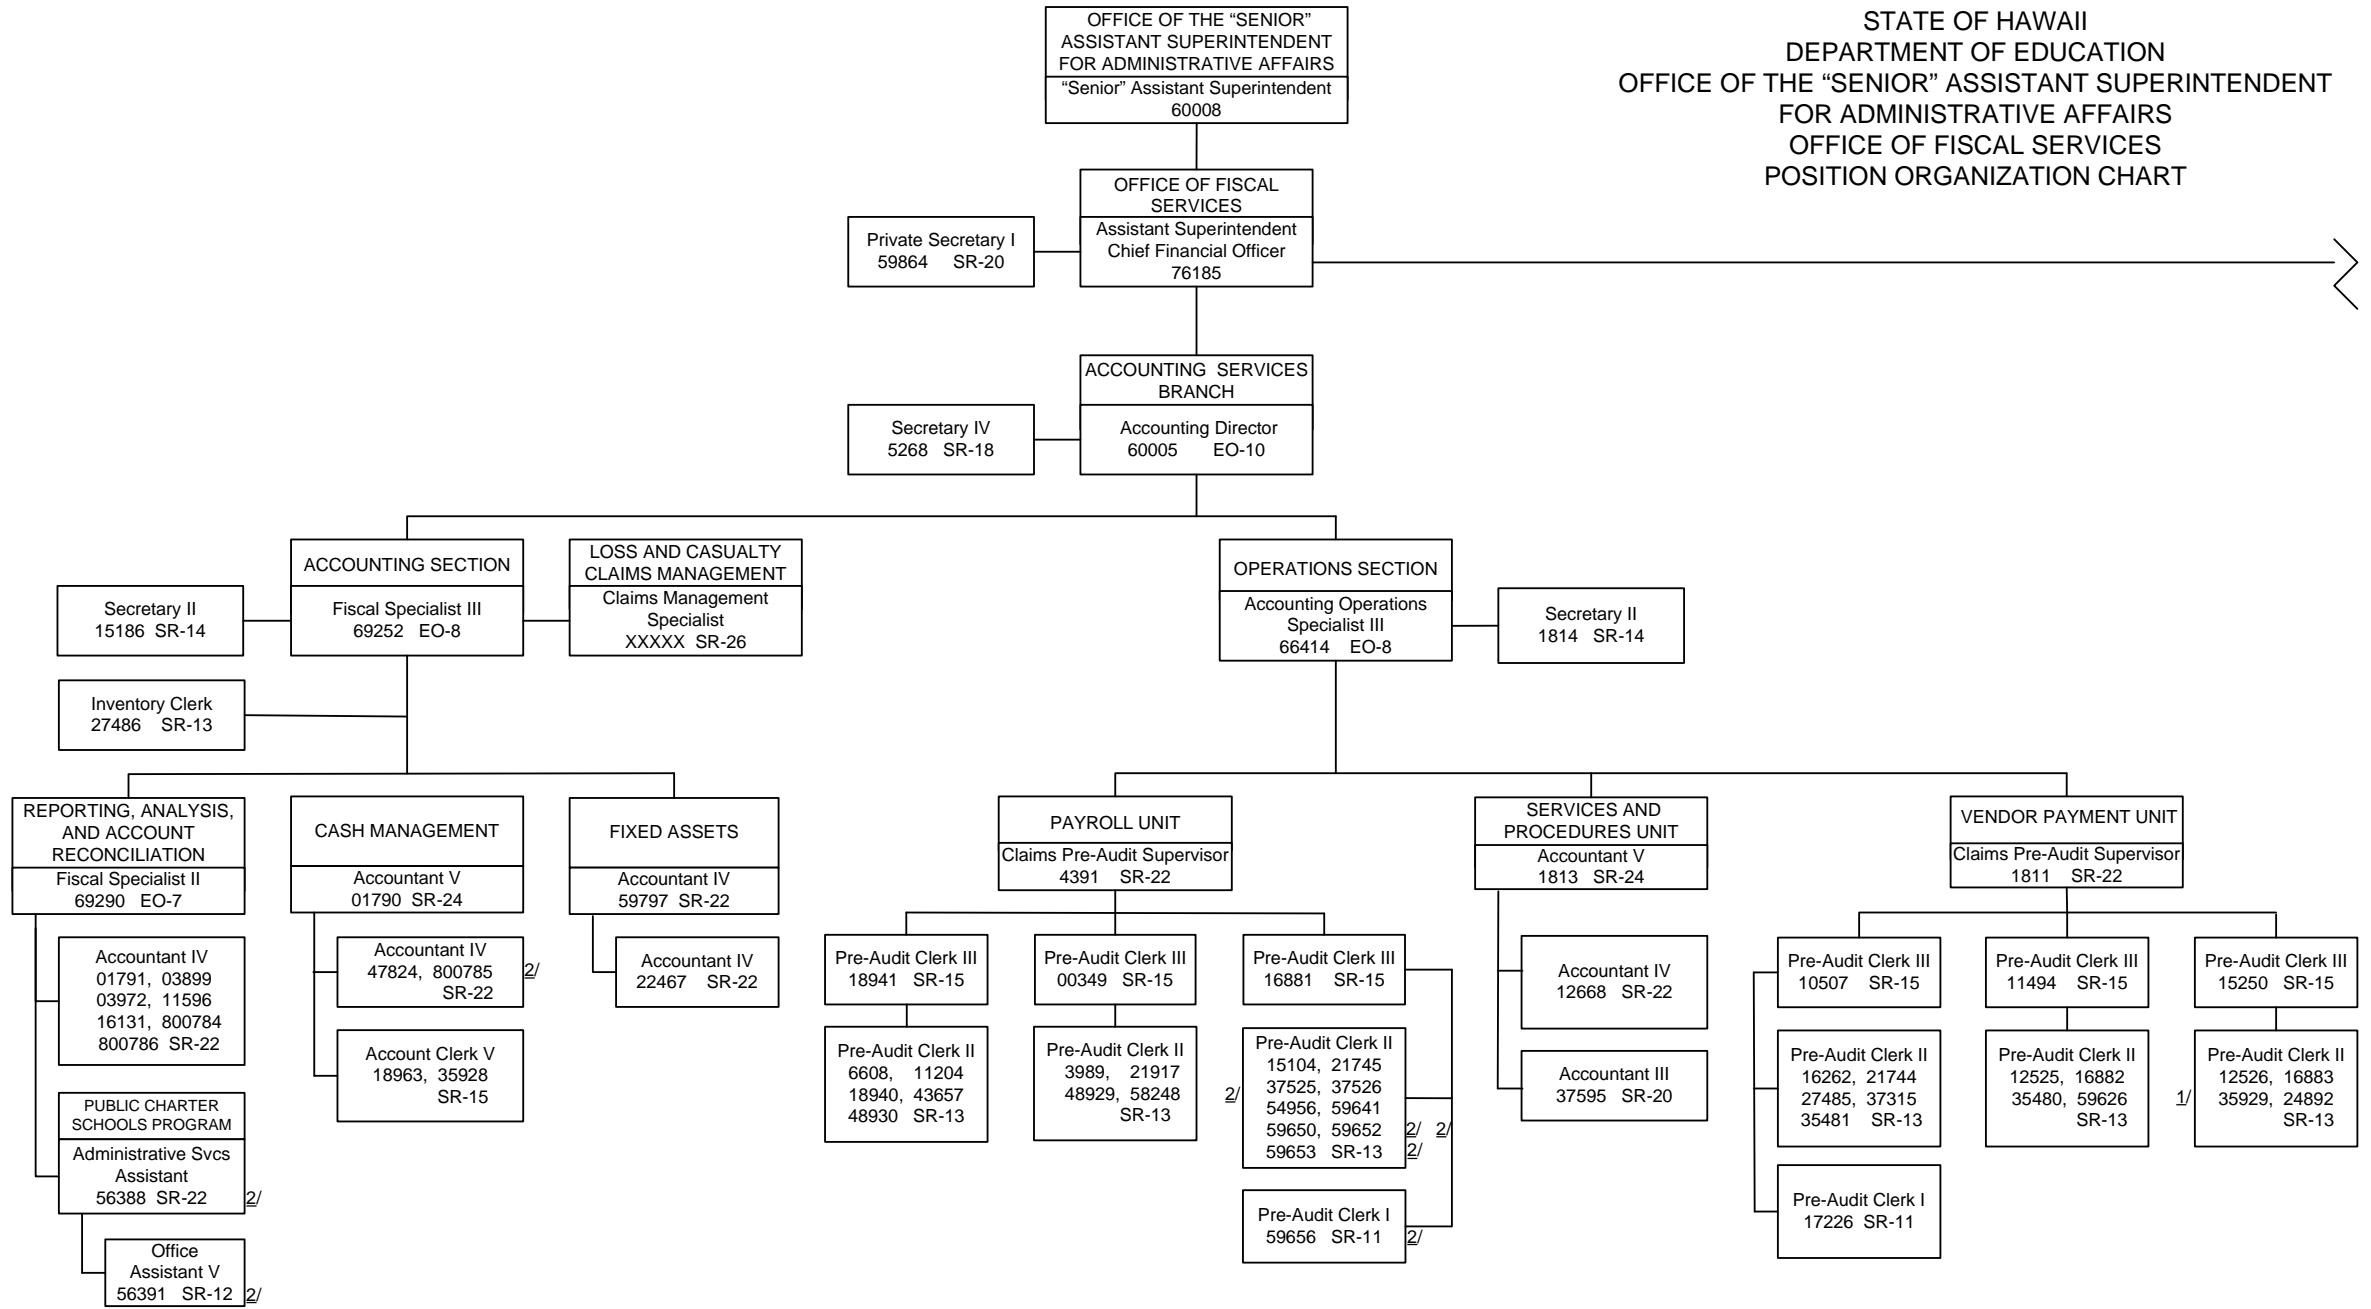 STATE OF HAWAII
DEPARTMENT OF EDUCATION
OFFICE OF THE “SENIOR” ASSISTANT SUPERINTENDENT
FOR ADMINISTRATIVE AFFAIRS
OFFICE OF FISCAL SERVICES
POSITION ORGANIZATION CHART
OFFICE OF THE “SENIOR”
ASSISTANT SUPERINTENDENT
FOR ADMINISTRATIVE AFFAIRS
“Senior” Assistant Superintendent
60008
OFFICE OF FISCAL
SERVICES
Assistant Superintendent
Chief Financial Officer
76185
Private Secretary I
59864 SR-20
ACCOUNTING SERVICES
BRANCH
Accounting Director
60005 EO-10
Secretary IV
5268 SR-18
ACCOUNTING SECTION
Fiscal Specialist III
69252 EO-8
LOSS AND CASUALTY
CLAIMS MANAGEMENT
Claims Management
Specialist
XXXXX SR-26
Secretary II
15186 SR-14
Inventory Clerk
27486 SR-13
OPERATIONS SECTION
Accounting Operations
Specialist III
66414 EO-8
Secretary II
1814 SR-14
REPORTING, ANALYSIS,
AND ACCOUNT
RECONCILIATION
Fiscal Specialist II
69290 EO-7
Accountant IV
01791, 03899
03972, 11596
16131, 800784
800786 SR-22
PUBLIC CHARTER
SCHOOLS PROGRAM
Administrative Svcs
Assistant
56388 SR-22 2/
Office
Assistant V
56391 SR-12 2/
CASH MANAGEMENT
Accountant V
01790 SR-24
Accountant IV
47824, 800785 2/
SR-22
Account Clerk V
18963, 35928
SR-15
FIXED ASSETS
Accountant IV
59797 SR-22
Accountant IV
22467 SR-22
PAYROLL UNIT
Claims Pre-Audit Supervisor
4391 SR-22
Pre-Audit Clerk III
18941 SR-15
Pre-Audit Clerk II
6608, 11204
18940, 43657
48930 SR-13
Pre-Audit Clerk III
00349 SR-15
Pre-Audit Clerk II
3989, 21917
48929, 58248
SR-13
Pre-Audit Clerk III
16881 SR-15
Pre-Audit Clerk II
15104, 21745
37525, 37526
2/ 54956, 59641
59650, 59652 2/ 2/
59653 SR-13 2/
Pre-Audit Clerk I
59656 SR-11 2/
SERVICES AND
PROCEDURES UNIT
Accountant V
1813 SR-24
Accountant IV
12668 SR-22
Accountant III
37595 SR-20
VENDOR PAYMENT UNIT
Claims Pre-Audit Supervisor
1811 SR-22
Pre-Audit Clerk III
10507 SR-15
Pre-Audit Clerk II
16262, 21744
27485, 37315
35481 SR-13
Pre-Audit Clerk I
17226 SR-11
Pre-Audit Clerk III
11494 SR-15
Pre-Audit Clerk II
12525, 16882
35480, 59626
SR-13
Pre-Audit Clerk III
15250 SR-15
Pre-Audit Clerk II
12526, 16883
1/ 35929, 24892
SR-13